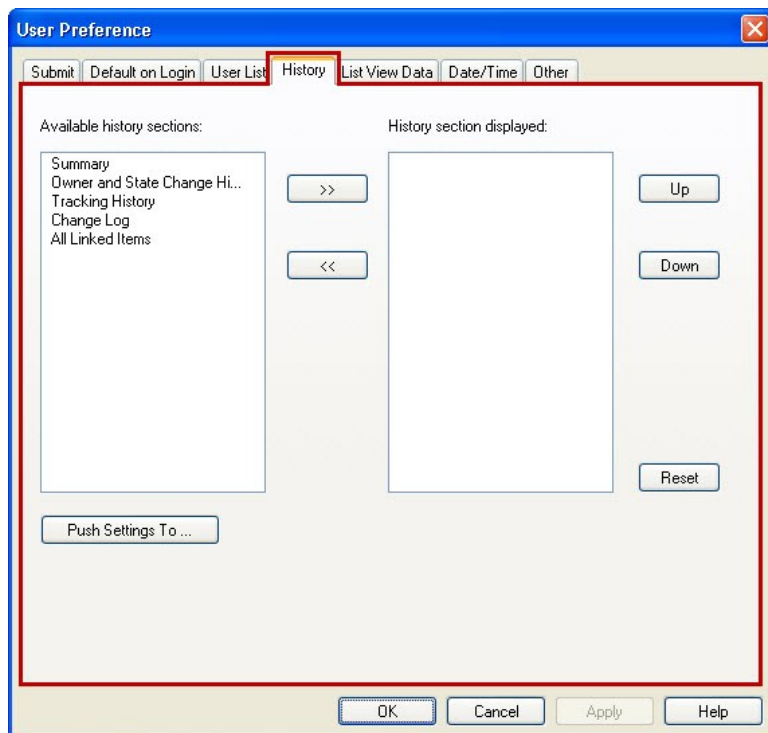 User Preference
Submit Default on Login User List History List View Data Date/Time Other
Available history sections: History section displayed:
Summary
Owner and State Change Hi...
Tracking History
Change Log
All Linked Items
>> Up
<< Down
Reset
Push Settings To ...
OK Cancel Apply Help